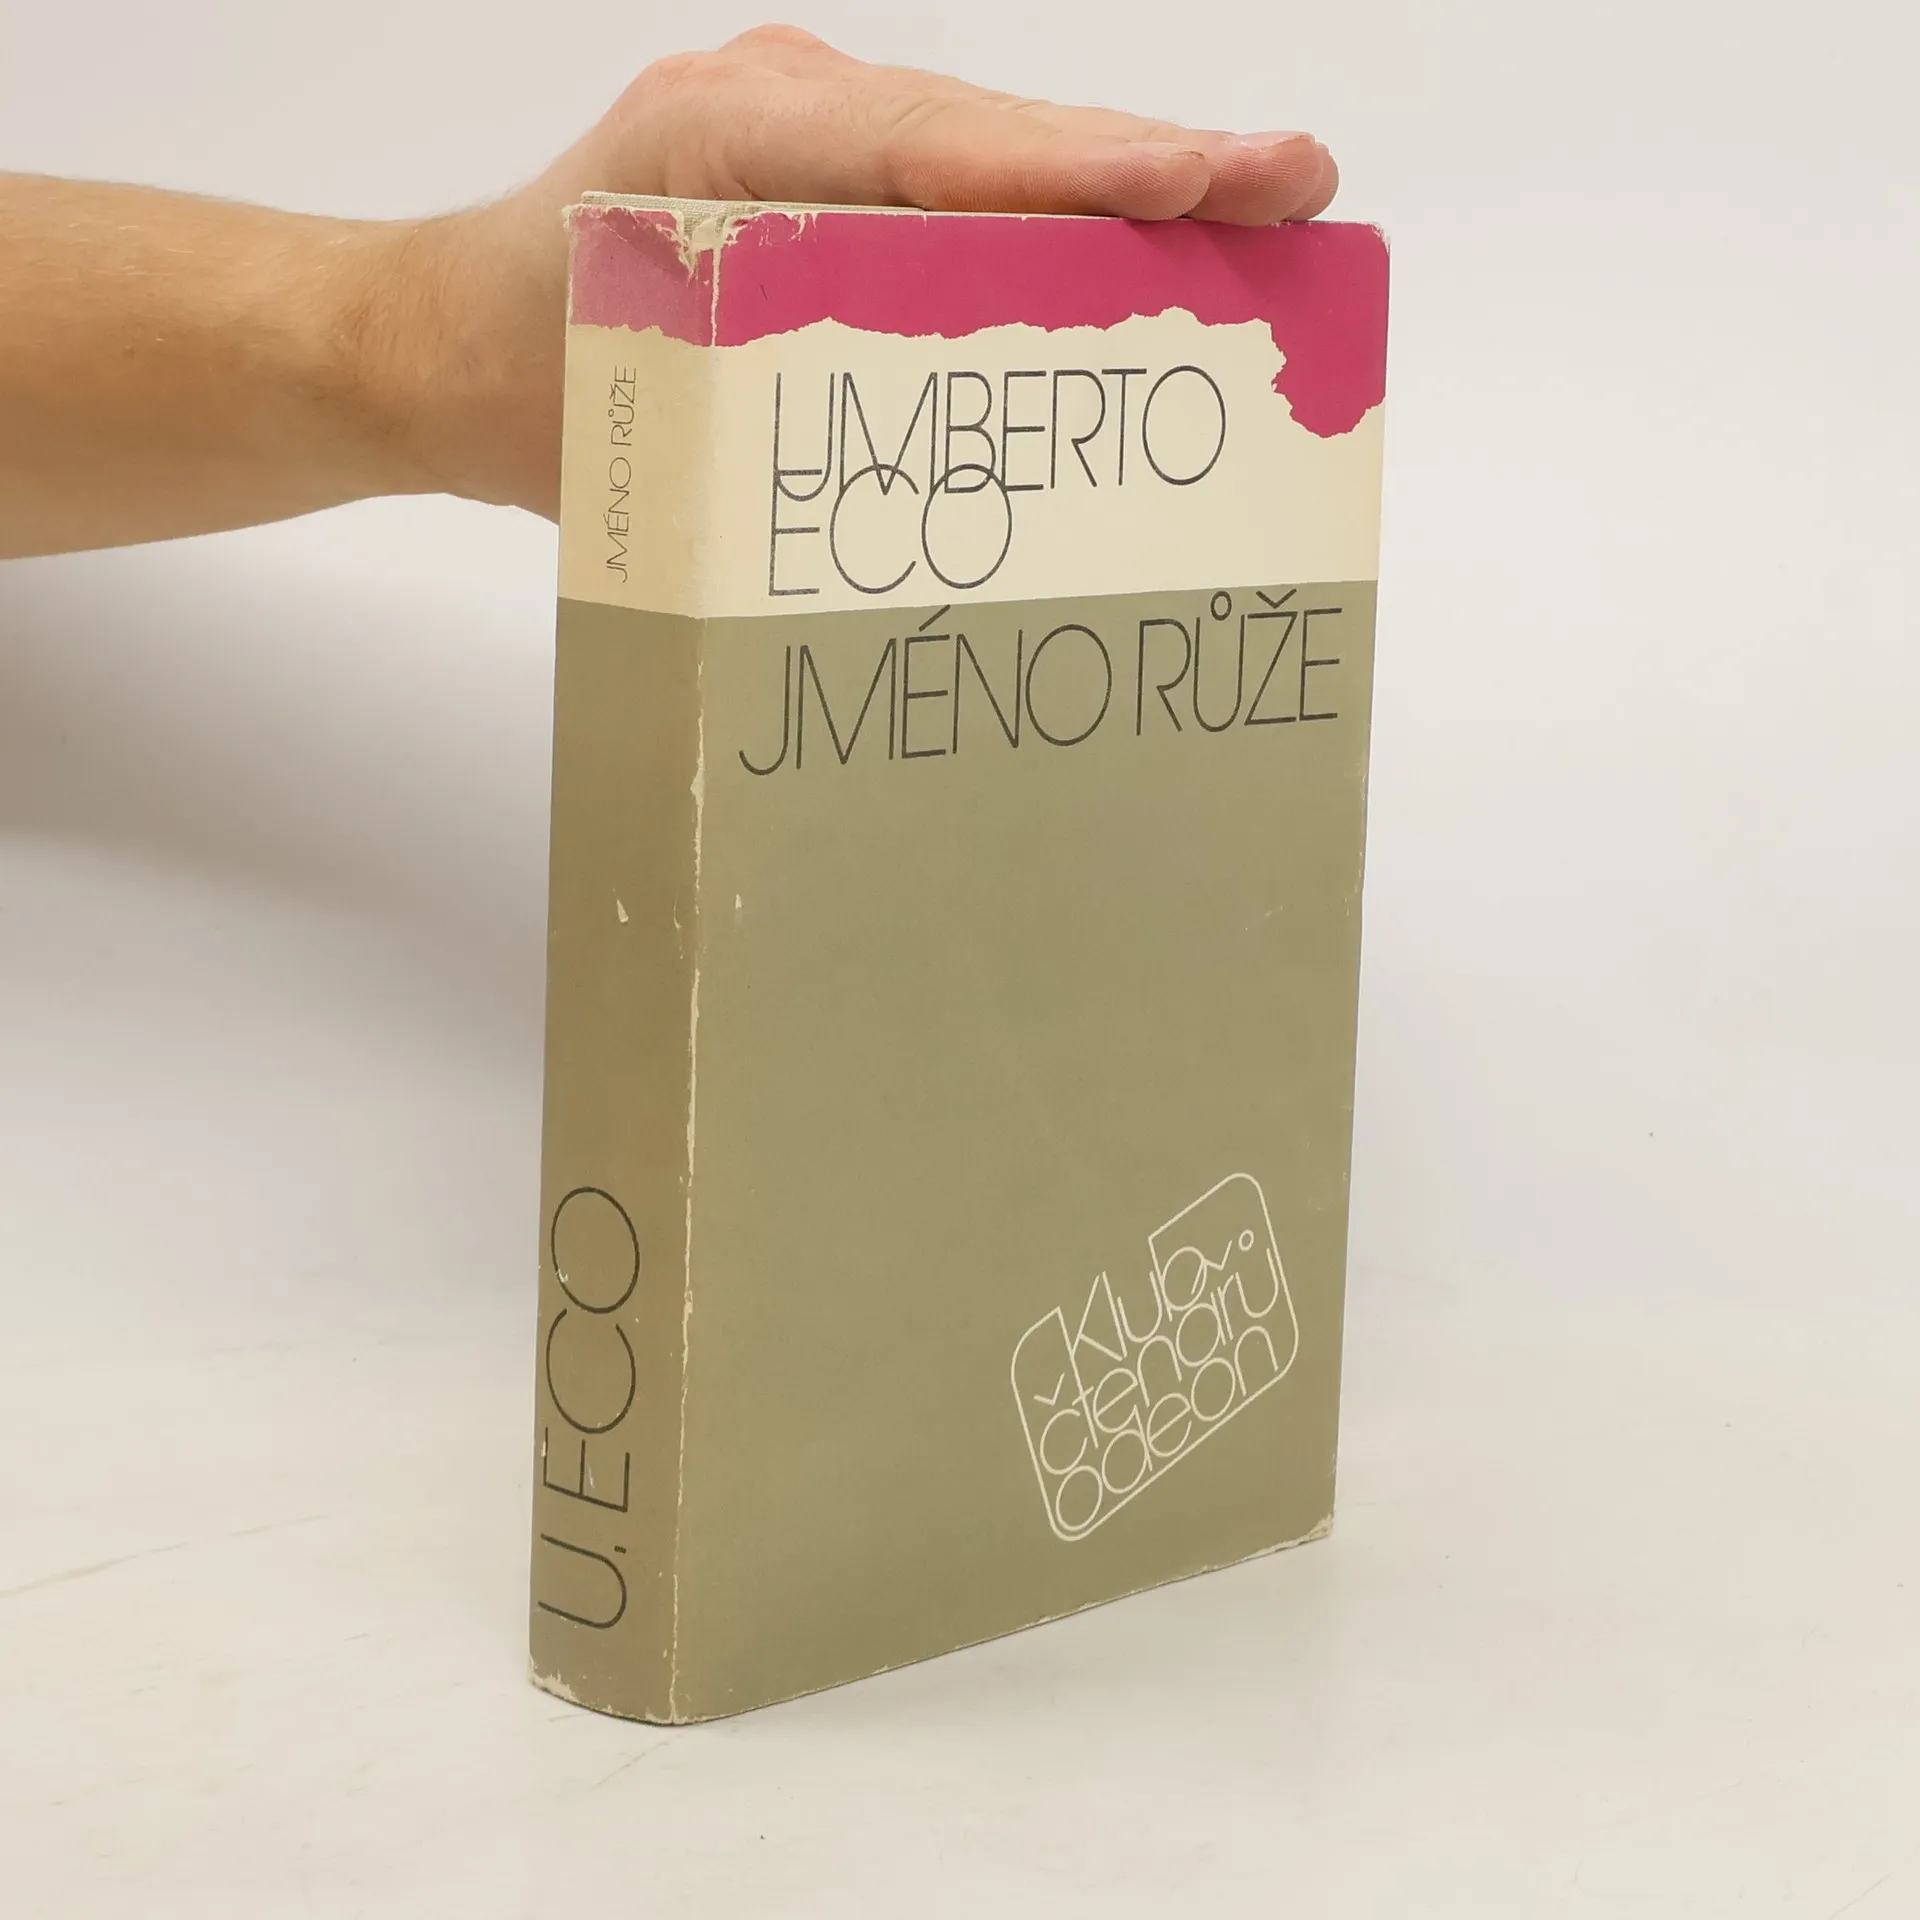 UMBERTO
ECO
JMÉNO RŮŽE
klub
čtenářů
odeon
JMÉNO RŮŽE
U. ECO